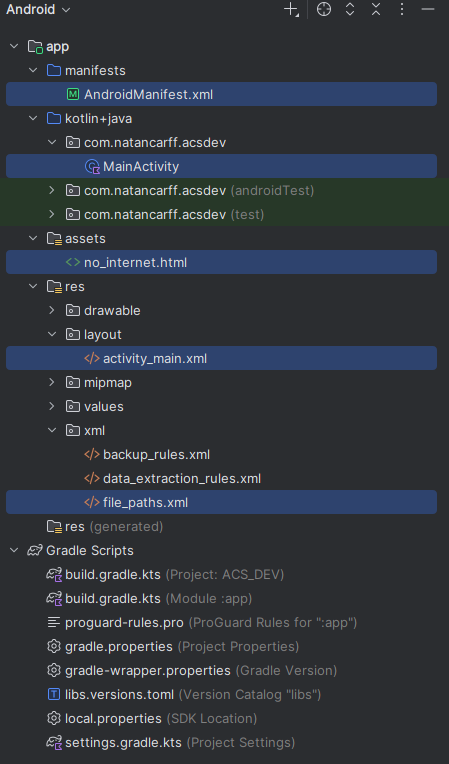 Android
app
manifests
AndroidManifest.xml
kotlin+java
com.natancarff.acsdev
MainActivity
com.natancarff.acsdev (androidTest)
com.natancarff.acsdev (test)
assets
no_internet.html
res
drawable
layout
activity_main.xml
mipmap
values
xml
backup_rules.xml
data_extraction_rules.xml
file_paths.xml
res (generated)
Gradle Scripts
build.gradle.kts (Project: ACS_DEV)
build.gradle.kts (Module :app)
proguard-rules.pro (ProGuard Rules for ":app")
gradle.properties (Project Properties)
gradle-wrapper.properties (Gradle Version)
libs.versions.toml (Version Catalog "libs")
local.properties (SDK Location)
settings.gradle.kts (Project Settings)